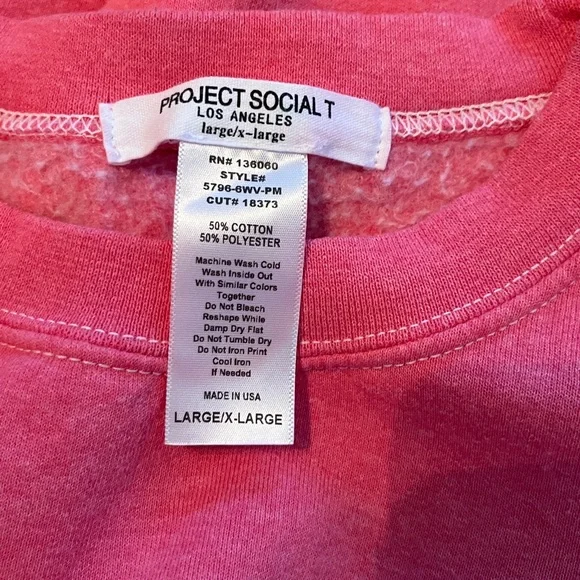 PROJECT SOCIAL T
LOS ANGELES
large/x-large
RN# 136060
STYLE#
5796-6WV-PM
CUT# 18373
50% COTTON
50% POLYESTER
Machine Wash Cold
Wash Inside Out
With Similar Colors
Together
Do Not Bleach
Reshape While
Damp Dry Flat
Do Not Tumble Dry
Do Not Iron Print
Cool Iron
If Needed
MADE IN USA
LARGE/X-LARGE